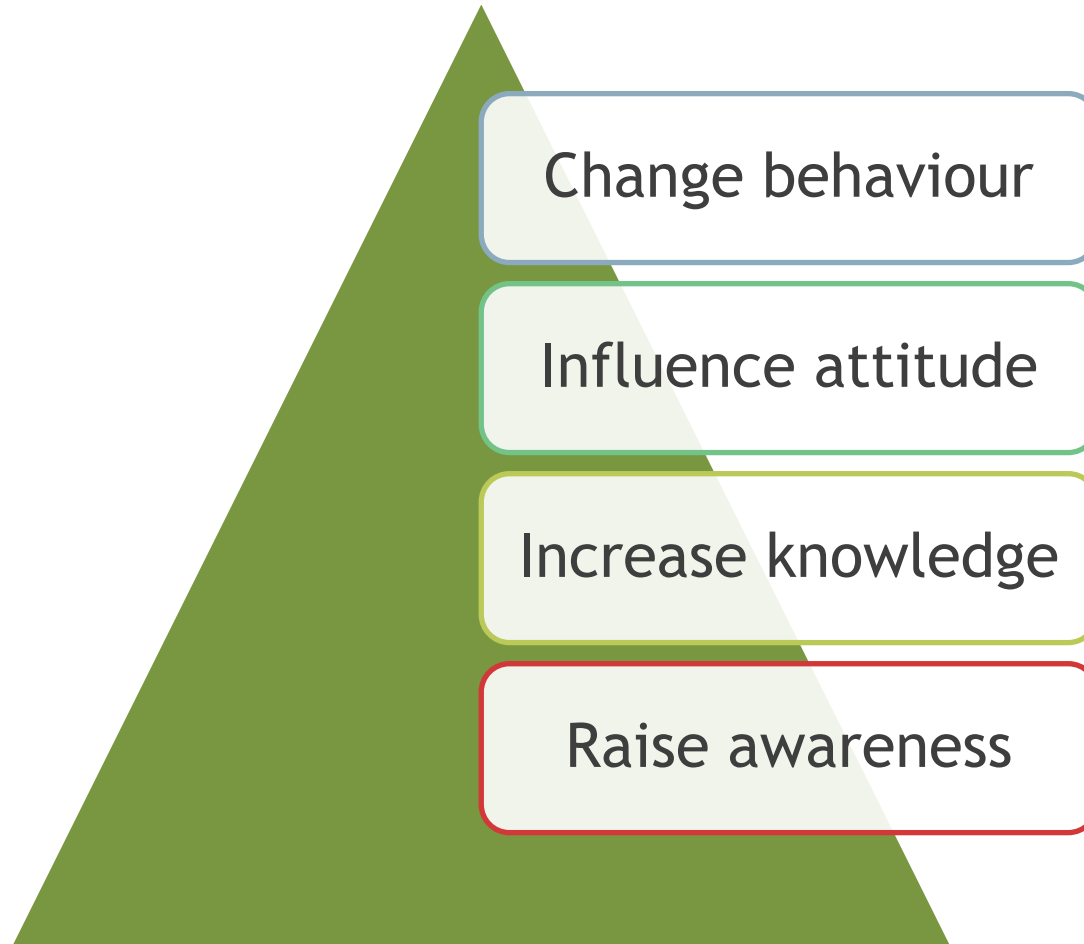 Change behaviour
Influence attitude
Increase knowledge
Raise awareness